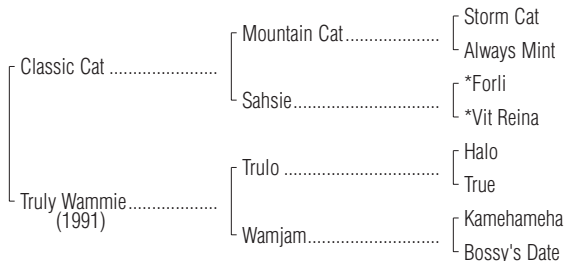 Storm Cat
Mountain Cat....................
Always Mint
Classic Cat .......................
*Forli
Sahsie...............................
*Vit Reina
Halo
Trulo .................................
True
Truly Wammie...................
(1991)
Kamehameha
Wamjam............................
Bossy's Date